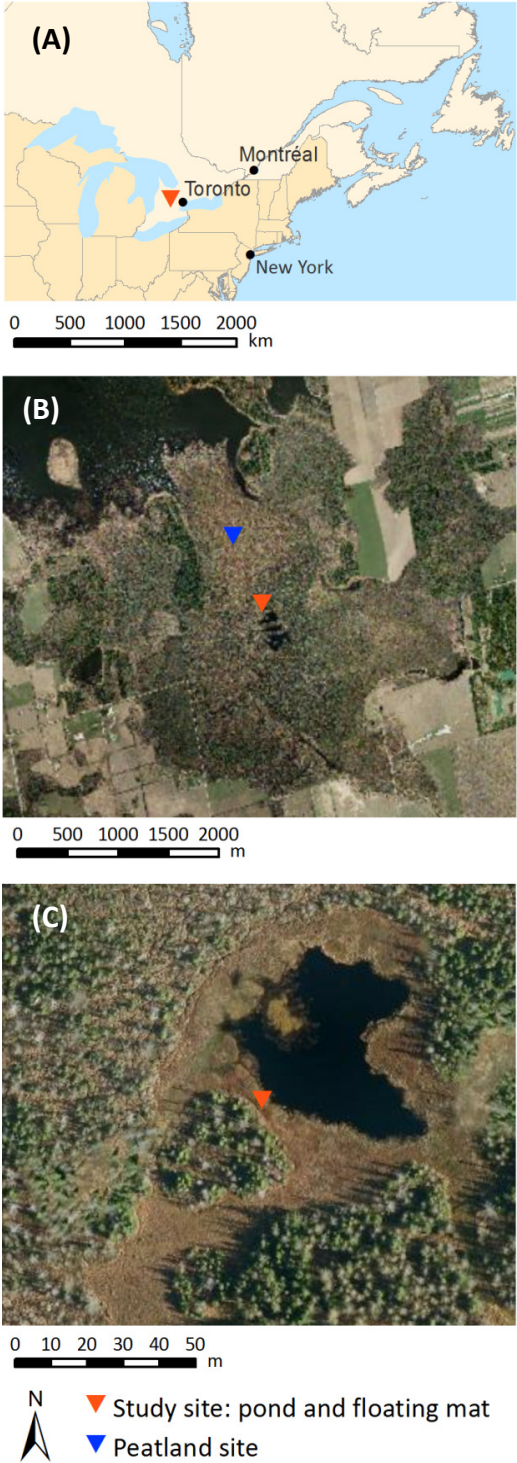 (A)
Montréal
Toronto
New York
0 500 1000 1500 2000
km
(B)
0 500 1000 1500 2000
m
(C)
0 10 20 30 40 50
m
N
Study site: pond and floating mat
Peatland site